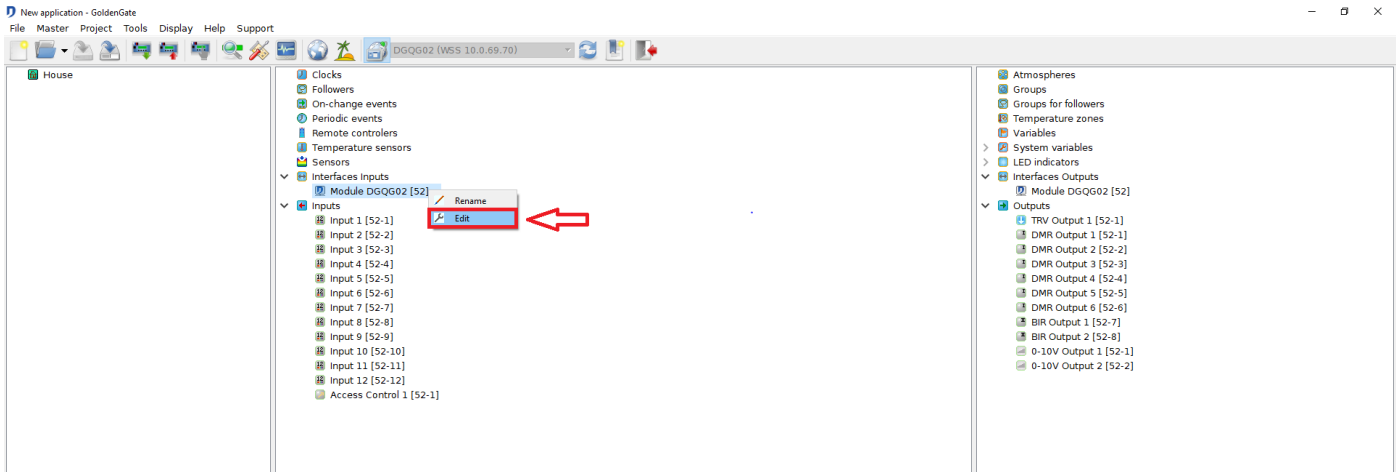 New application - GoldenGate
File Master Project Tools Display Help Support
DGQG02 (WSS 10.0.69.70)
House
Clocks
Followers
On-change events
Periodic events
Remote controlers
Temperature sensors
Sensors
Interfaces Inputs
Module DGQG02 [52]
Rename
Edit
Inputs
Input 1 [52-1]
Input 2 [52-2]
Input 3 [52-3]
Input 4 [52-4]
Input 5 [52-5]
Input 6 [52-6]
Input 7 [52-7]
Input 8 [52-8]
Input 9 [52-9]
Input 10 [52-10]
Input 11 [52-11]
Input 12 [52-12]
Access Control 1 [52-1]
Atmospheres
Groups
Groups for followers
Temperature zones
Variables
System variables
LED indicators
Interfaces Outputs
Module DGQG02 [52]
Outputs
TRV Output 1 [52-1]
DMR Output 1 [52-1]
DMR Output 2 [52-2]
DMR Output 3 [52-3]
DMR Output 4 [52-4]
DMR Output 5 [52-5]
DMR Output 6 [52-6]
BIR Output 1 [52-7]
BIR Output 2 [52-8]
0-10V Output 1 [52-1]
0-10V Output 2 [52-2]